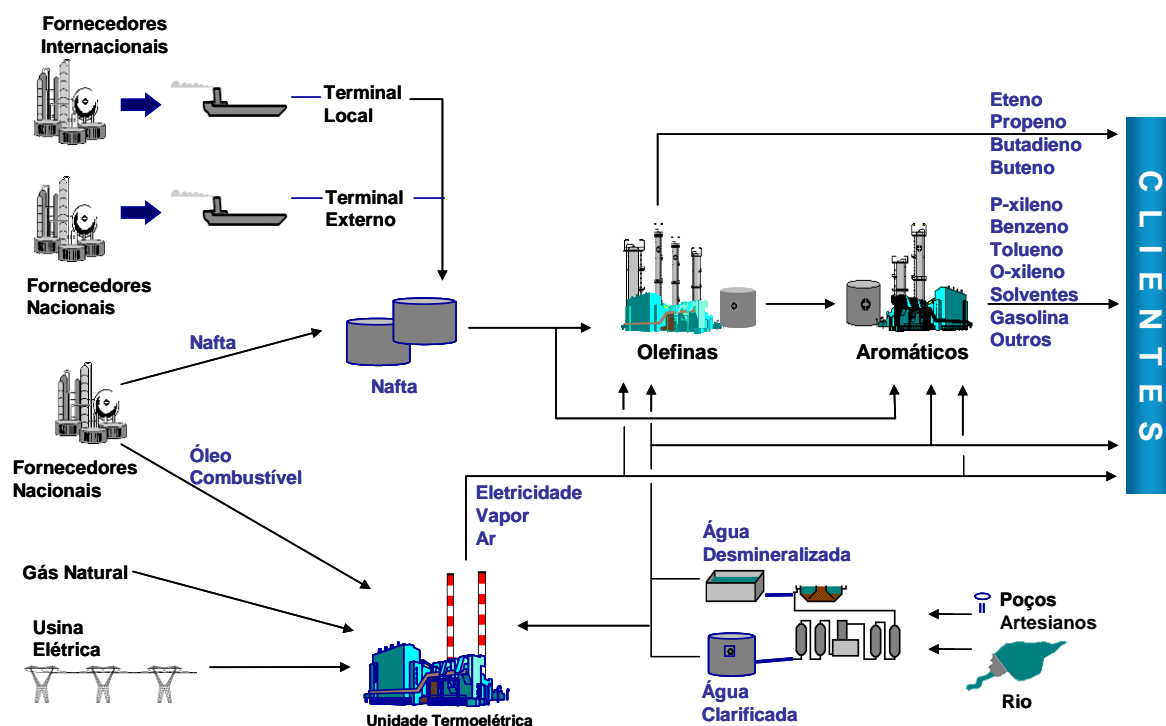 Fornecedores
Internacionais
Terminal
Local
Terminal
Externo
Fornecedores
Nacionais
Nafta
Nafta
Fornecedores
Nacionais
Óleo
Combustível
Gás Natural
Usina
Elétrica
Unidade Termoelétrica
Eletricidade
Vapor
Ar
Olefinas
Aromáticos
Eteno
Propeno
Butadieno
Buteno
P-xileno
Benzeno
Tolueno
O-xileno
Solventes
Gasolina
Outros
CLIENTES
Água
Desmineralizada
Água
Clarificada
Poços
Artesianos
Rio